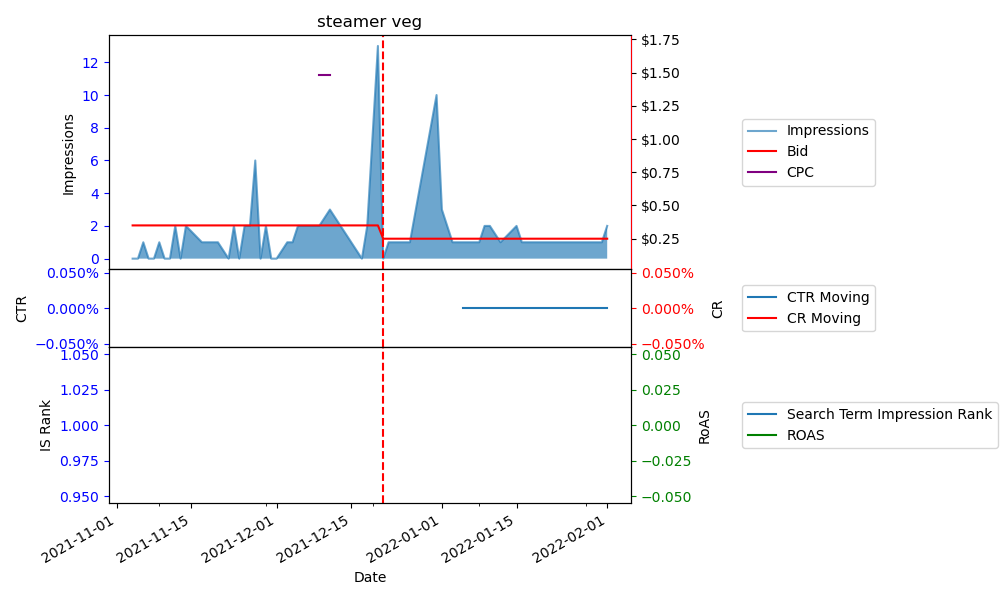 steamer veg
Impressions
12
10
8
6
4
2
0
$1.75
$1.50
$1.25
$1.00
$0.75
$0.50
$0.25
Impressions
Bid
CPC
CTR
0.050%
0.000%
−0.050%
0.050%
0.000%
−0.050%
CR
CTR Moving
CR Moving
IS Rank
1.050
1.025
1.000
0.975
0.950
0.050
0.025
0.000
−0.025
−0.050
RoAS
Search Term Impression Rank
ROAS
2021-11-01
2021-11-15
2021-12-01
2021-12-15
2022-01-01
2022-01-15
2022-02-01
Date